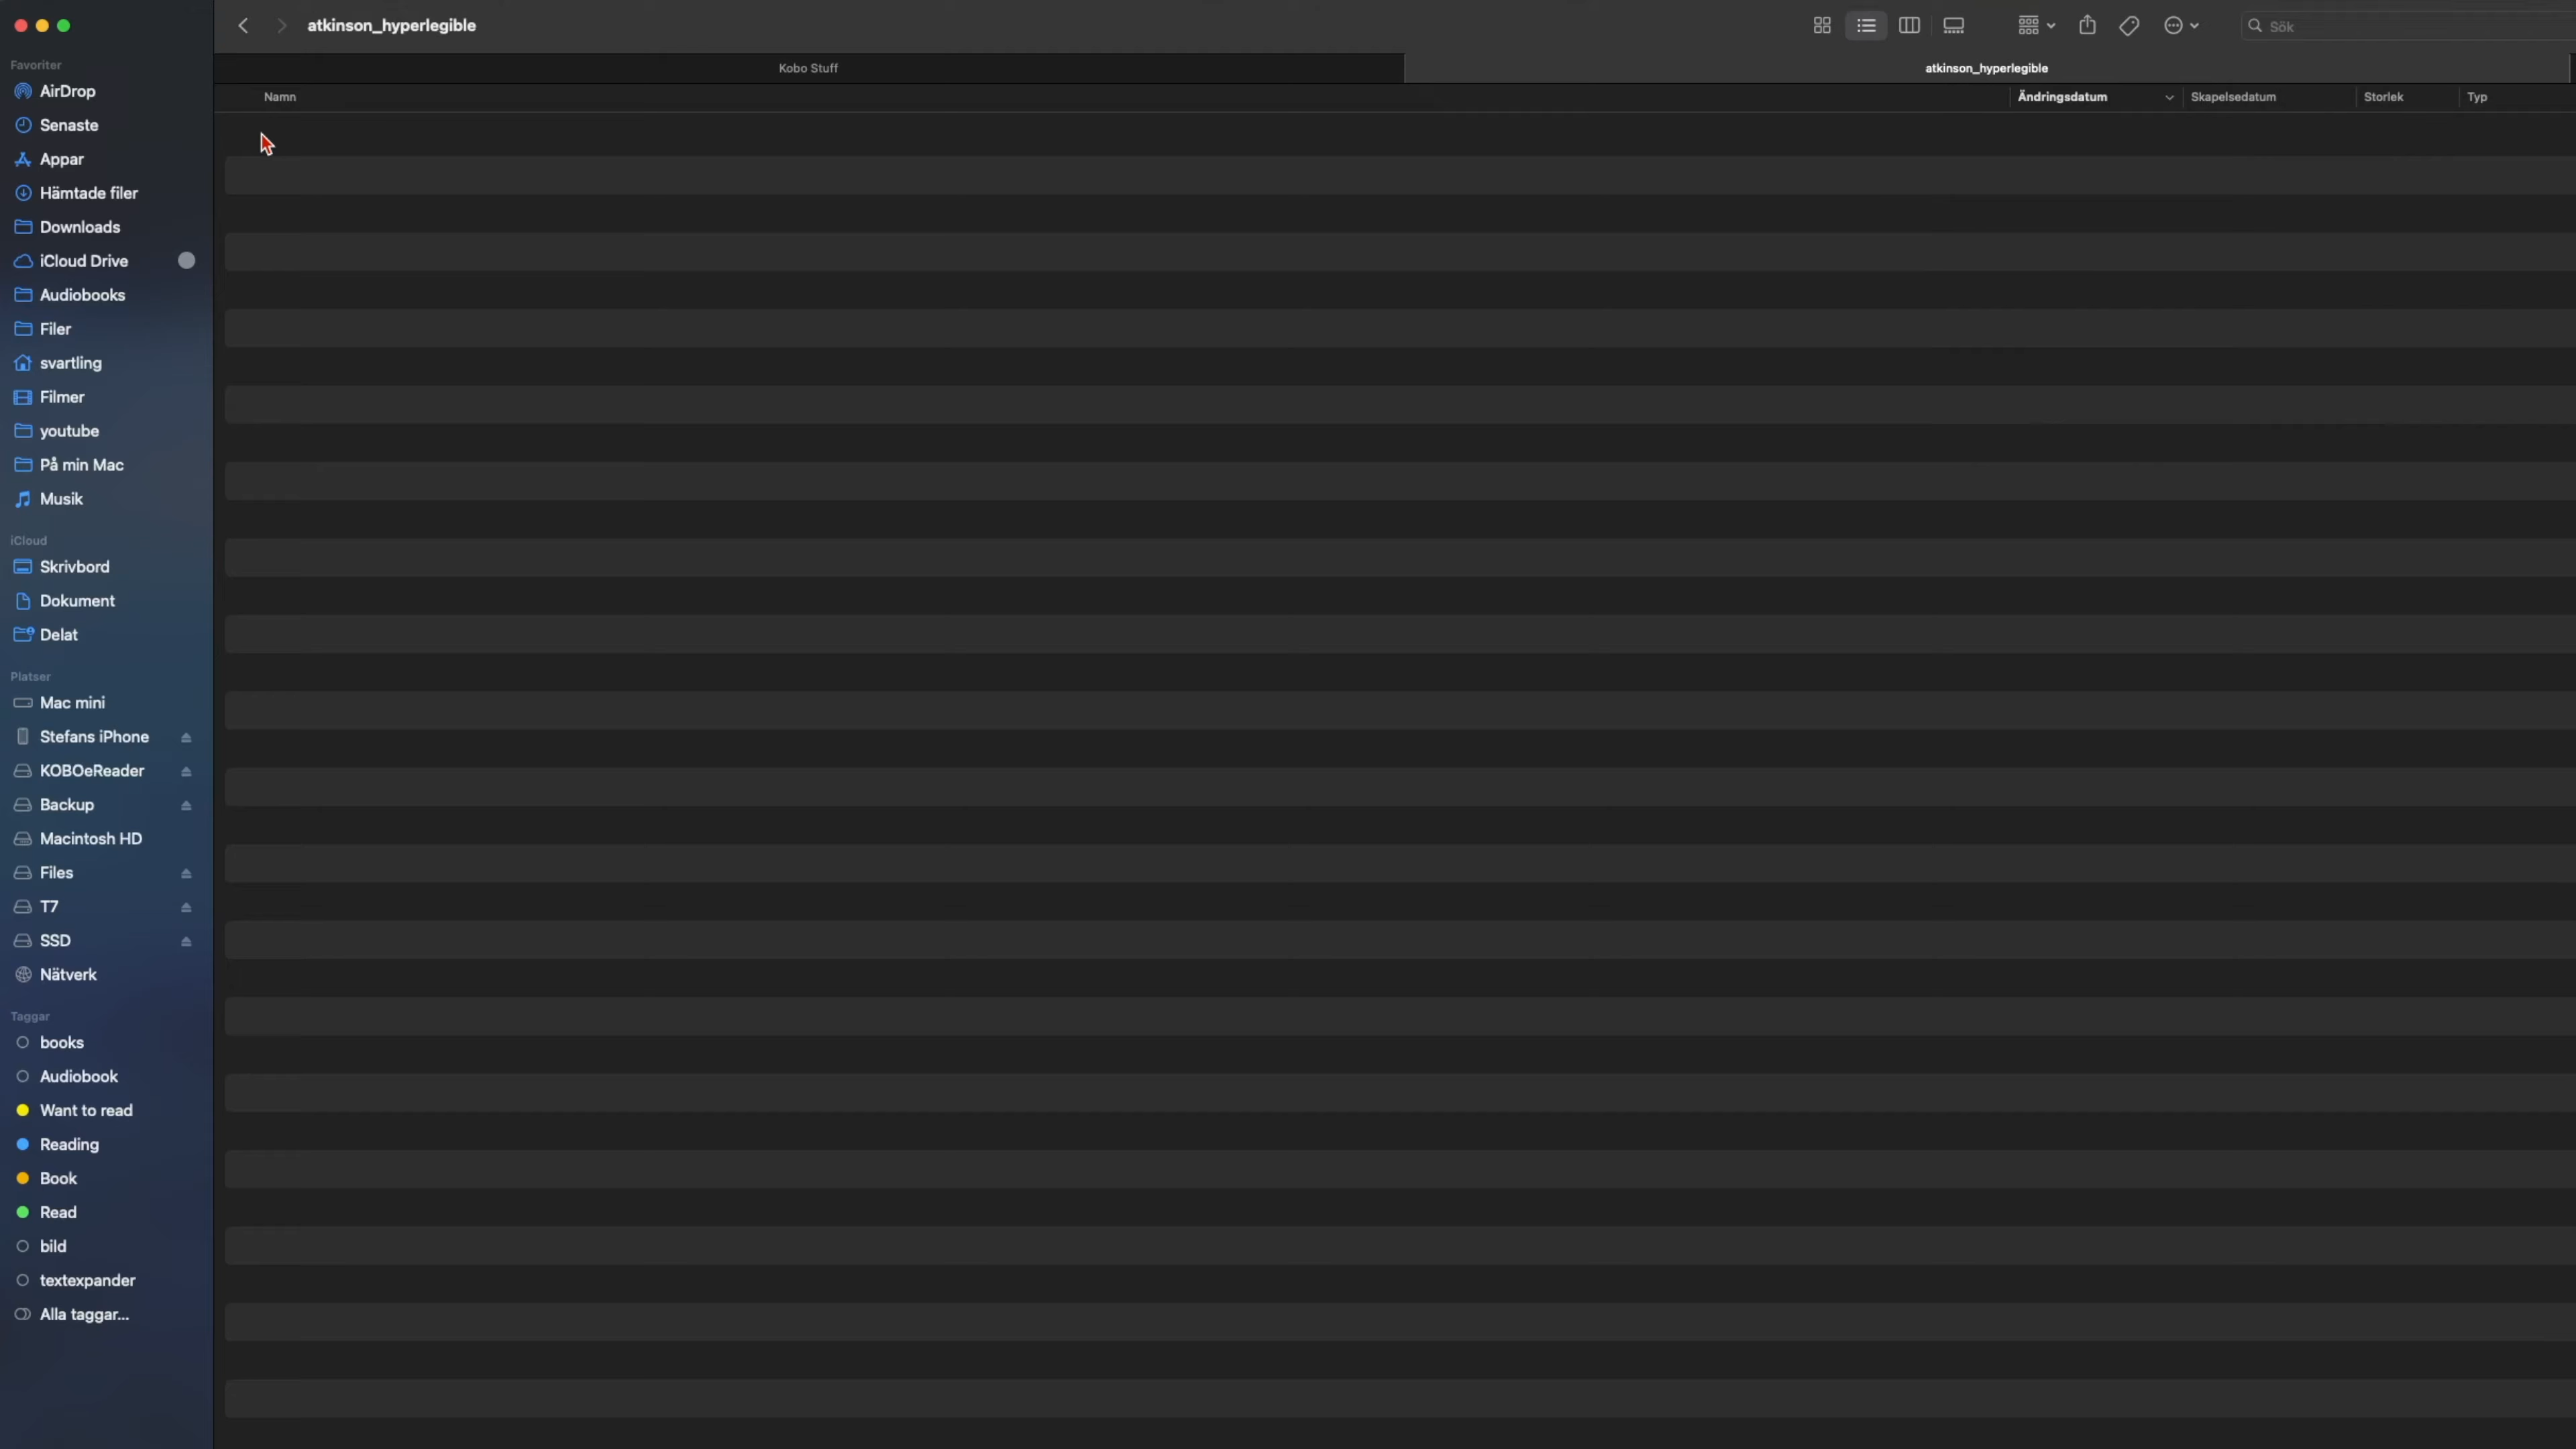 atkinson_hyperlegible
Sök
Kobo Stuff
atkinson_hyperlegible
Namn
Ändringsdatum
Skapelsedatum
Storlek
Typ
Favoriter
AirDrop
Senaste
Appar
Hämtade filer
Downloads
iCloud Drive
Audiobooks
Filer
svartling
Filmer
youtube
På min Mac
Musik
iCloud
Skrivbord
Dokument
Delat
Platser
Mac mini
Stefans iPhone
KOBOeReader
Backup
Macintosh HD
Files
T7
SSD
Nätverk
Taggar
books
Audiobook
Want to read
Reading
Book
Read
bild
textexpander
Alla taggar...